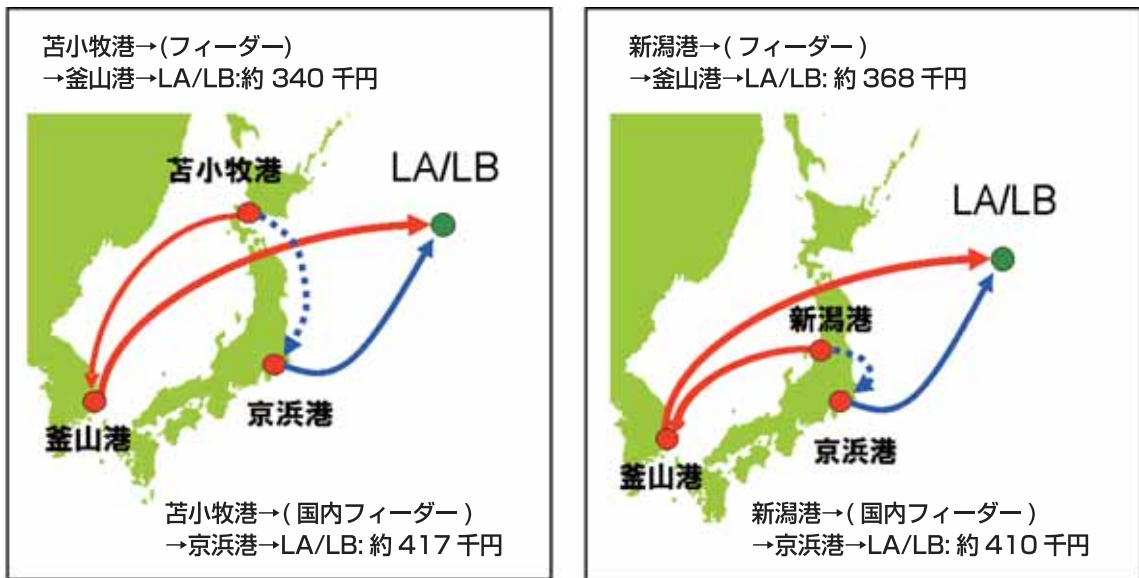 苫小牧港→(フィーダー)
→釜山港→LA/LB:約 340 千円
苫小牧港
LA/LB
釜山港
京浜港
苫小牧港→( 国内フィーダー )
→京浜港→LA/LB: 約 417 千円
新潟港→( フィーダー )
→釜山港→LA/LB: 約 368 千円
LA/LB
新潟港
京浜港
釜山港
新潟港→( 国内フィーダー )
→京浜港→LA/LB: 約 410 千円